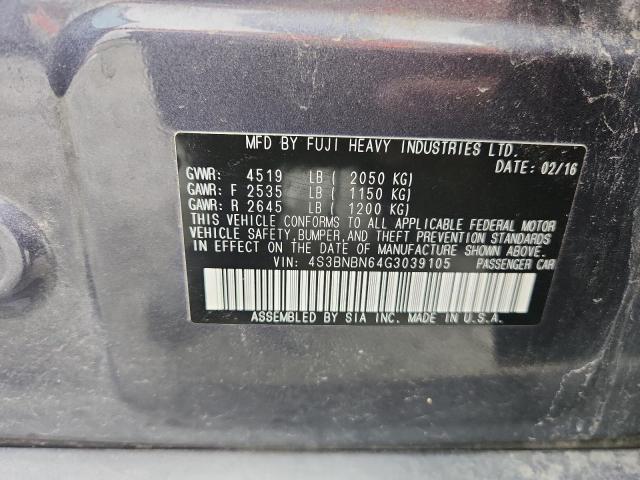 MFD BY FUJI HEAVY INDUSTRIES LTD.
DATE: 02/16
GVWR: 4519 LB ( 2050 KG)
GAWR: F 2535 LB ( 1150 KG)
GAWR: R 2645 LB ( 1200 KG)
THIS VEHICLE CONFORMS TO ALL APPLICABLE FEDERAL MOTOR
VEHICLE SAFETY, BUMPER, AND THEFT PREVENTION STANDARDS
IN EFFECT ON THE DATE OF MANUFACTURE SHOWN ABOVE.
VIN: 4S3BNBN64G3039105 PASSENGER CAR
ASSEMBLED BY SIA INC. MADE IN U.S.A.